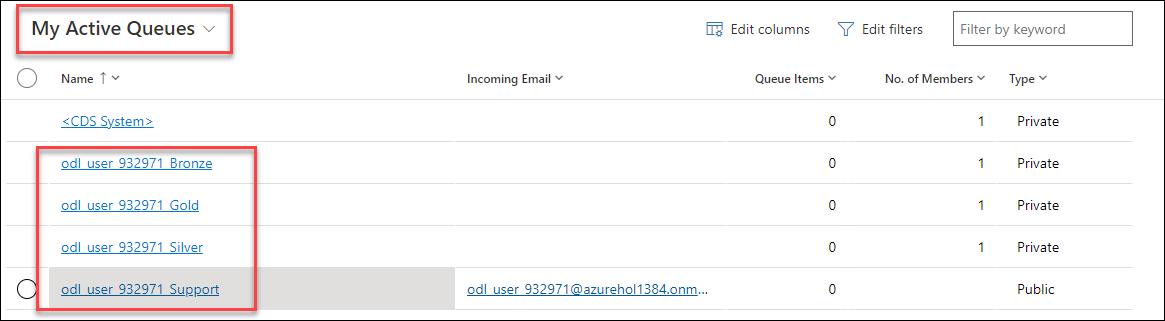 My Active Queues Edit columns Edit filters Filter by keyword
Name ↑ Incoming Email Queue Items No. of Members Type
<CDS System> 0 1 Private
odl_user_932971_Bronze 0 1 Private
odl_user_932971_Gold 0 1 Private
odl_user_932971_Silver 0 1 Private
odl_user_932971_Support odl_user_932971@azurehol1384.onm... 0 Public